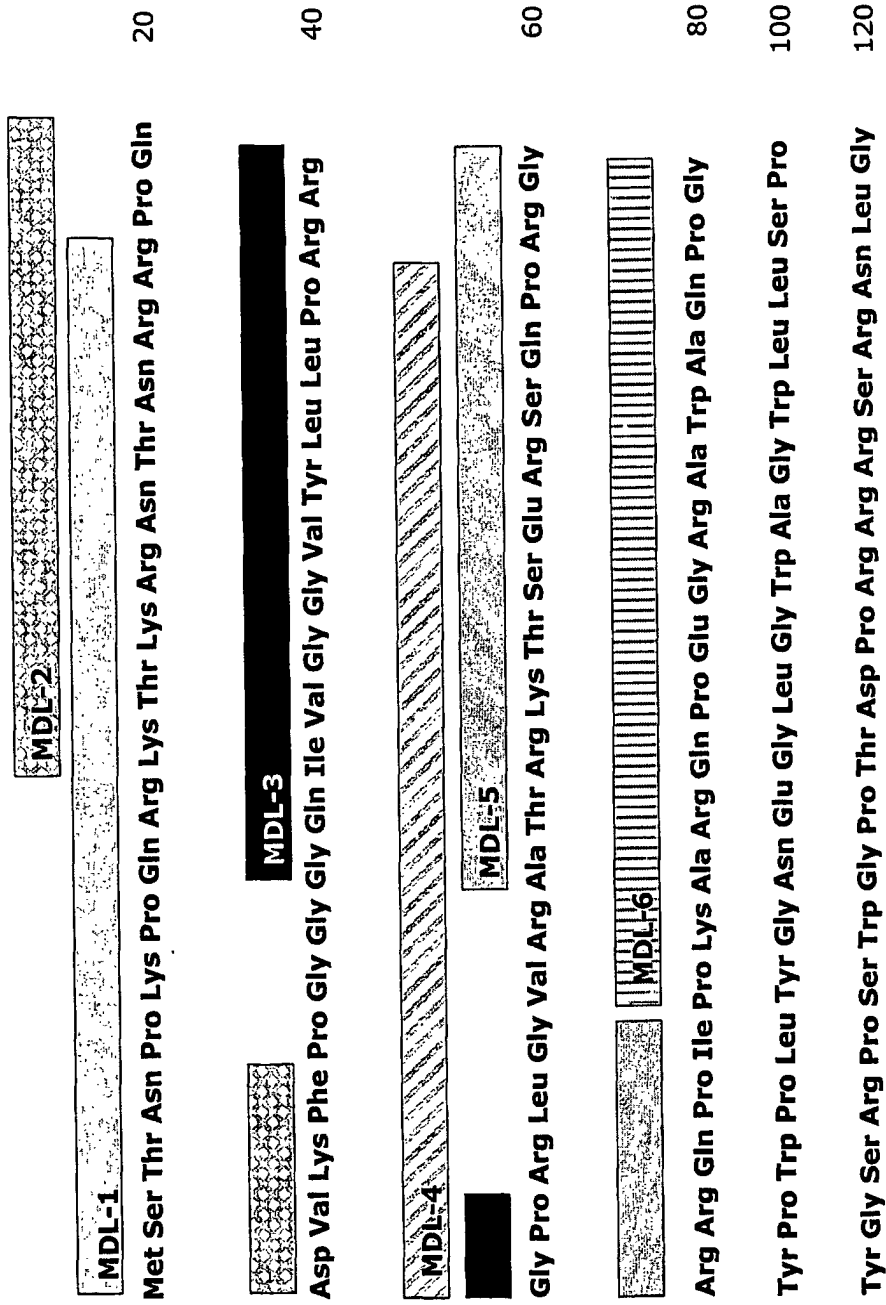 MDL-2
MDL-1
Met Ser Thr Asn Pro Lys Pro Gln Arg Lys Thr Lys Arg Asn Thr Asn Arg Arg Pro Gln 20
MDL-3
Asp Val Lys Phe Pro Gly Gly Gly Gln Ile Val Gly Gly Val Tyr Leu Leu Pro Arg Arg 40
MDL-4
MDL-5
Gly Pro Arg Leu Gly Val Arg Ala Thr Arg Lys Thr Ser Glu Arg Ser Gln Pro Arg Gly 60
MDL-6
Arg Arg Gln Pro Ile Pro Lys Ala Arg Gln Pro Glu Gly Arg Ala Trp Ala Gln Pro Gly 80
Tyr Pro Trp Pro Leu Tyr Gly Asn Glu Gly Leu Gly Trp Ala Gly Trp Leu Leu Ser Pro 100
Tyr Gly Ser Arg Pro Ser Trp Gly Pro Thr Asp Pro Arg Arg Arg Ser Arg Asn Leu Gly 120